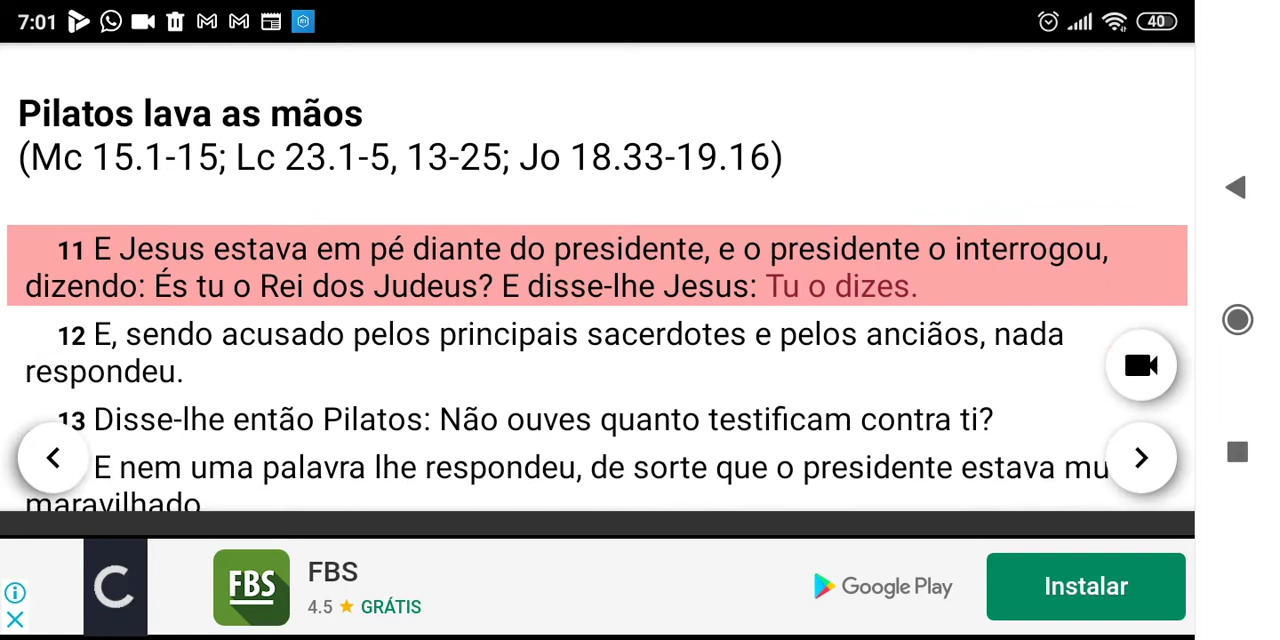 7:01
40
Pilatos lava as mãos
(Mc 15.1-15; Lc 23.1-5, 13-25; Jo 18.33-19.16)
11 E Jesus estava em pé diante do presidente, e o presidente o interrogou,
dizendo: És tu o Rei dos Judeus? E disse-lhe Jesus: Tu o dizes.
12 E, sendo acusado pelos principais sacerdotes e pelos anciãos, nada
respondeu.
13 Disse-lhe então Pilatos: Não ouves quanto testificam contra ti?
E nem uma palavra lhe respondeu, de sorte que o presidente estava mu
maravilhado
C
FBS
FBS
4.5 ★ GRÁTIS
Google Play
Instalar